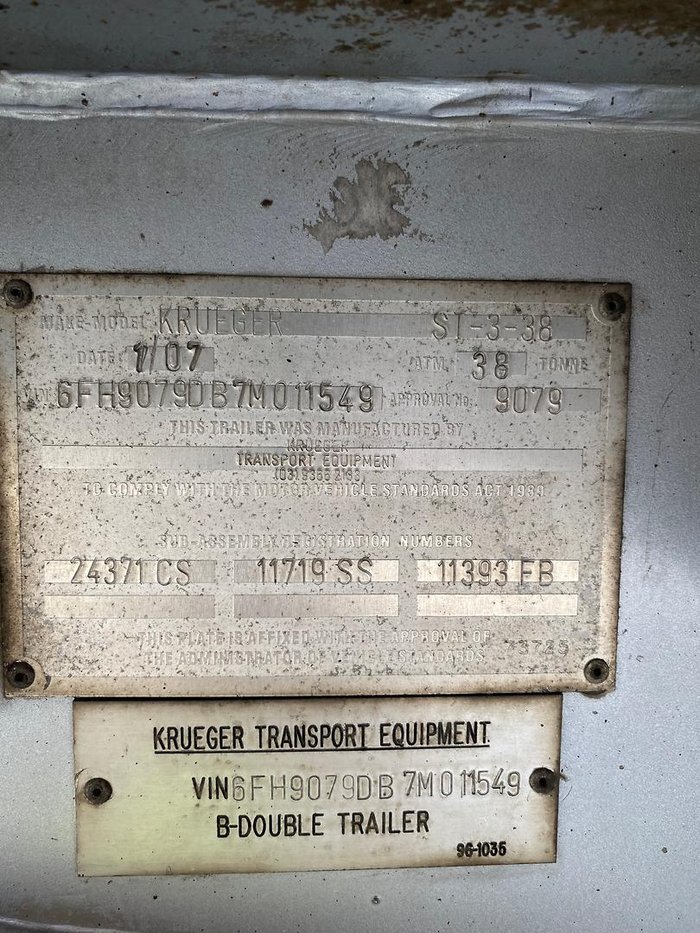 MAKE-MODEL KRUEGER ST-3-38
DATE 1/07 ATM 38 TONNE
6FH9079DB7M011549 APPROVAL No. 9079
THIS TRAILER WAS MANUFACTURED BY
KRUEGER
TRANSPORT EQUIPMENT
TO COMPLY WITH THE MOTOR VEHICLE STANDARDS ACT 1989
SUB-ASSEMBLY REGISTRATION NUMBERS
24371 CS 11719 SS 11393 FB
THIS PLATE IS AFFIXED WITH THE APPROVAL OF
THE ADMINISTRATOR OF VEHICLE STANDARDS 73725
KRUEGER TRANSPORT EQUIPMENT
VIN 6FH9079DB7M011549
B-DOUBLE TRAILER
96-1035